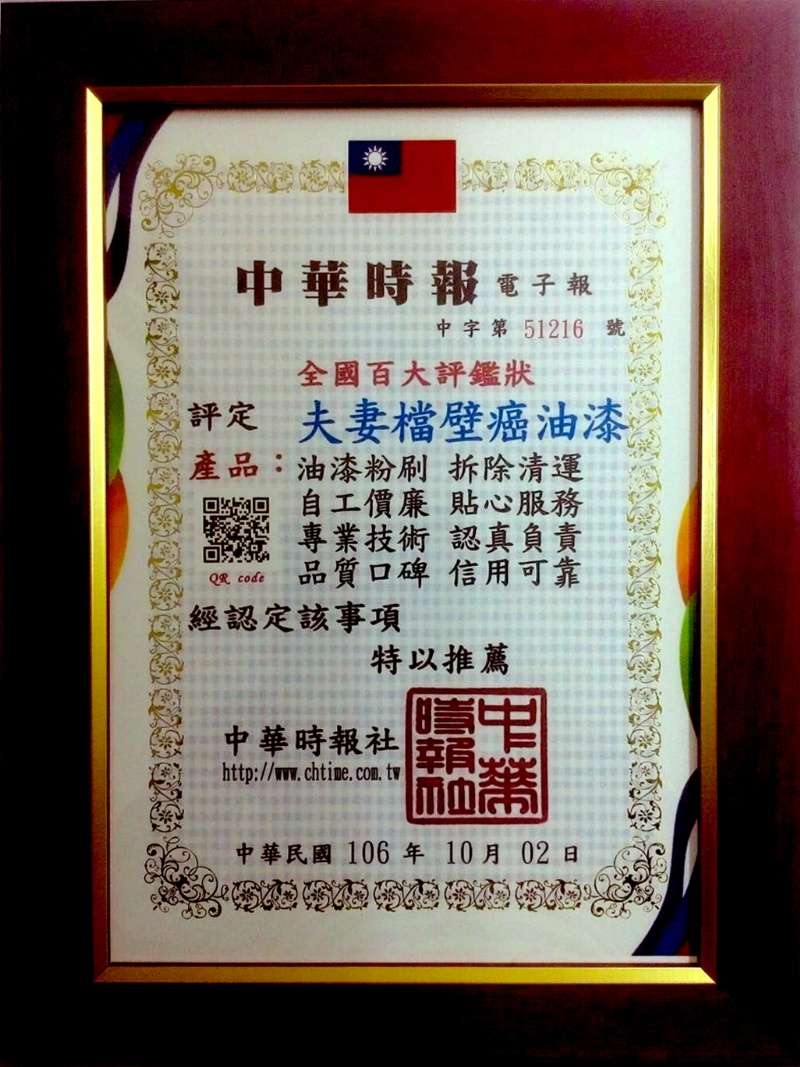 中華時報 電子報
中字第 51216 號
全國百大評鑑狀
評定 夫妻檔壁癌油漆
產品：油漆粉刷 拆除清運
自工價廉 貼心服務
專業技術 認真負責
品質口碑 信用可靠
QR code
經認定該事項
特以推薦
中華時報社
http://www.chtime.com.tw
中華時報社
中華民國 106 年 10 月 02 日